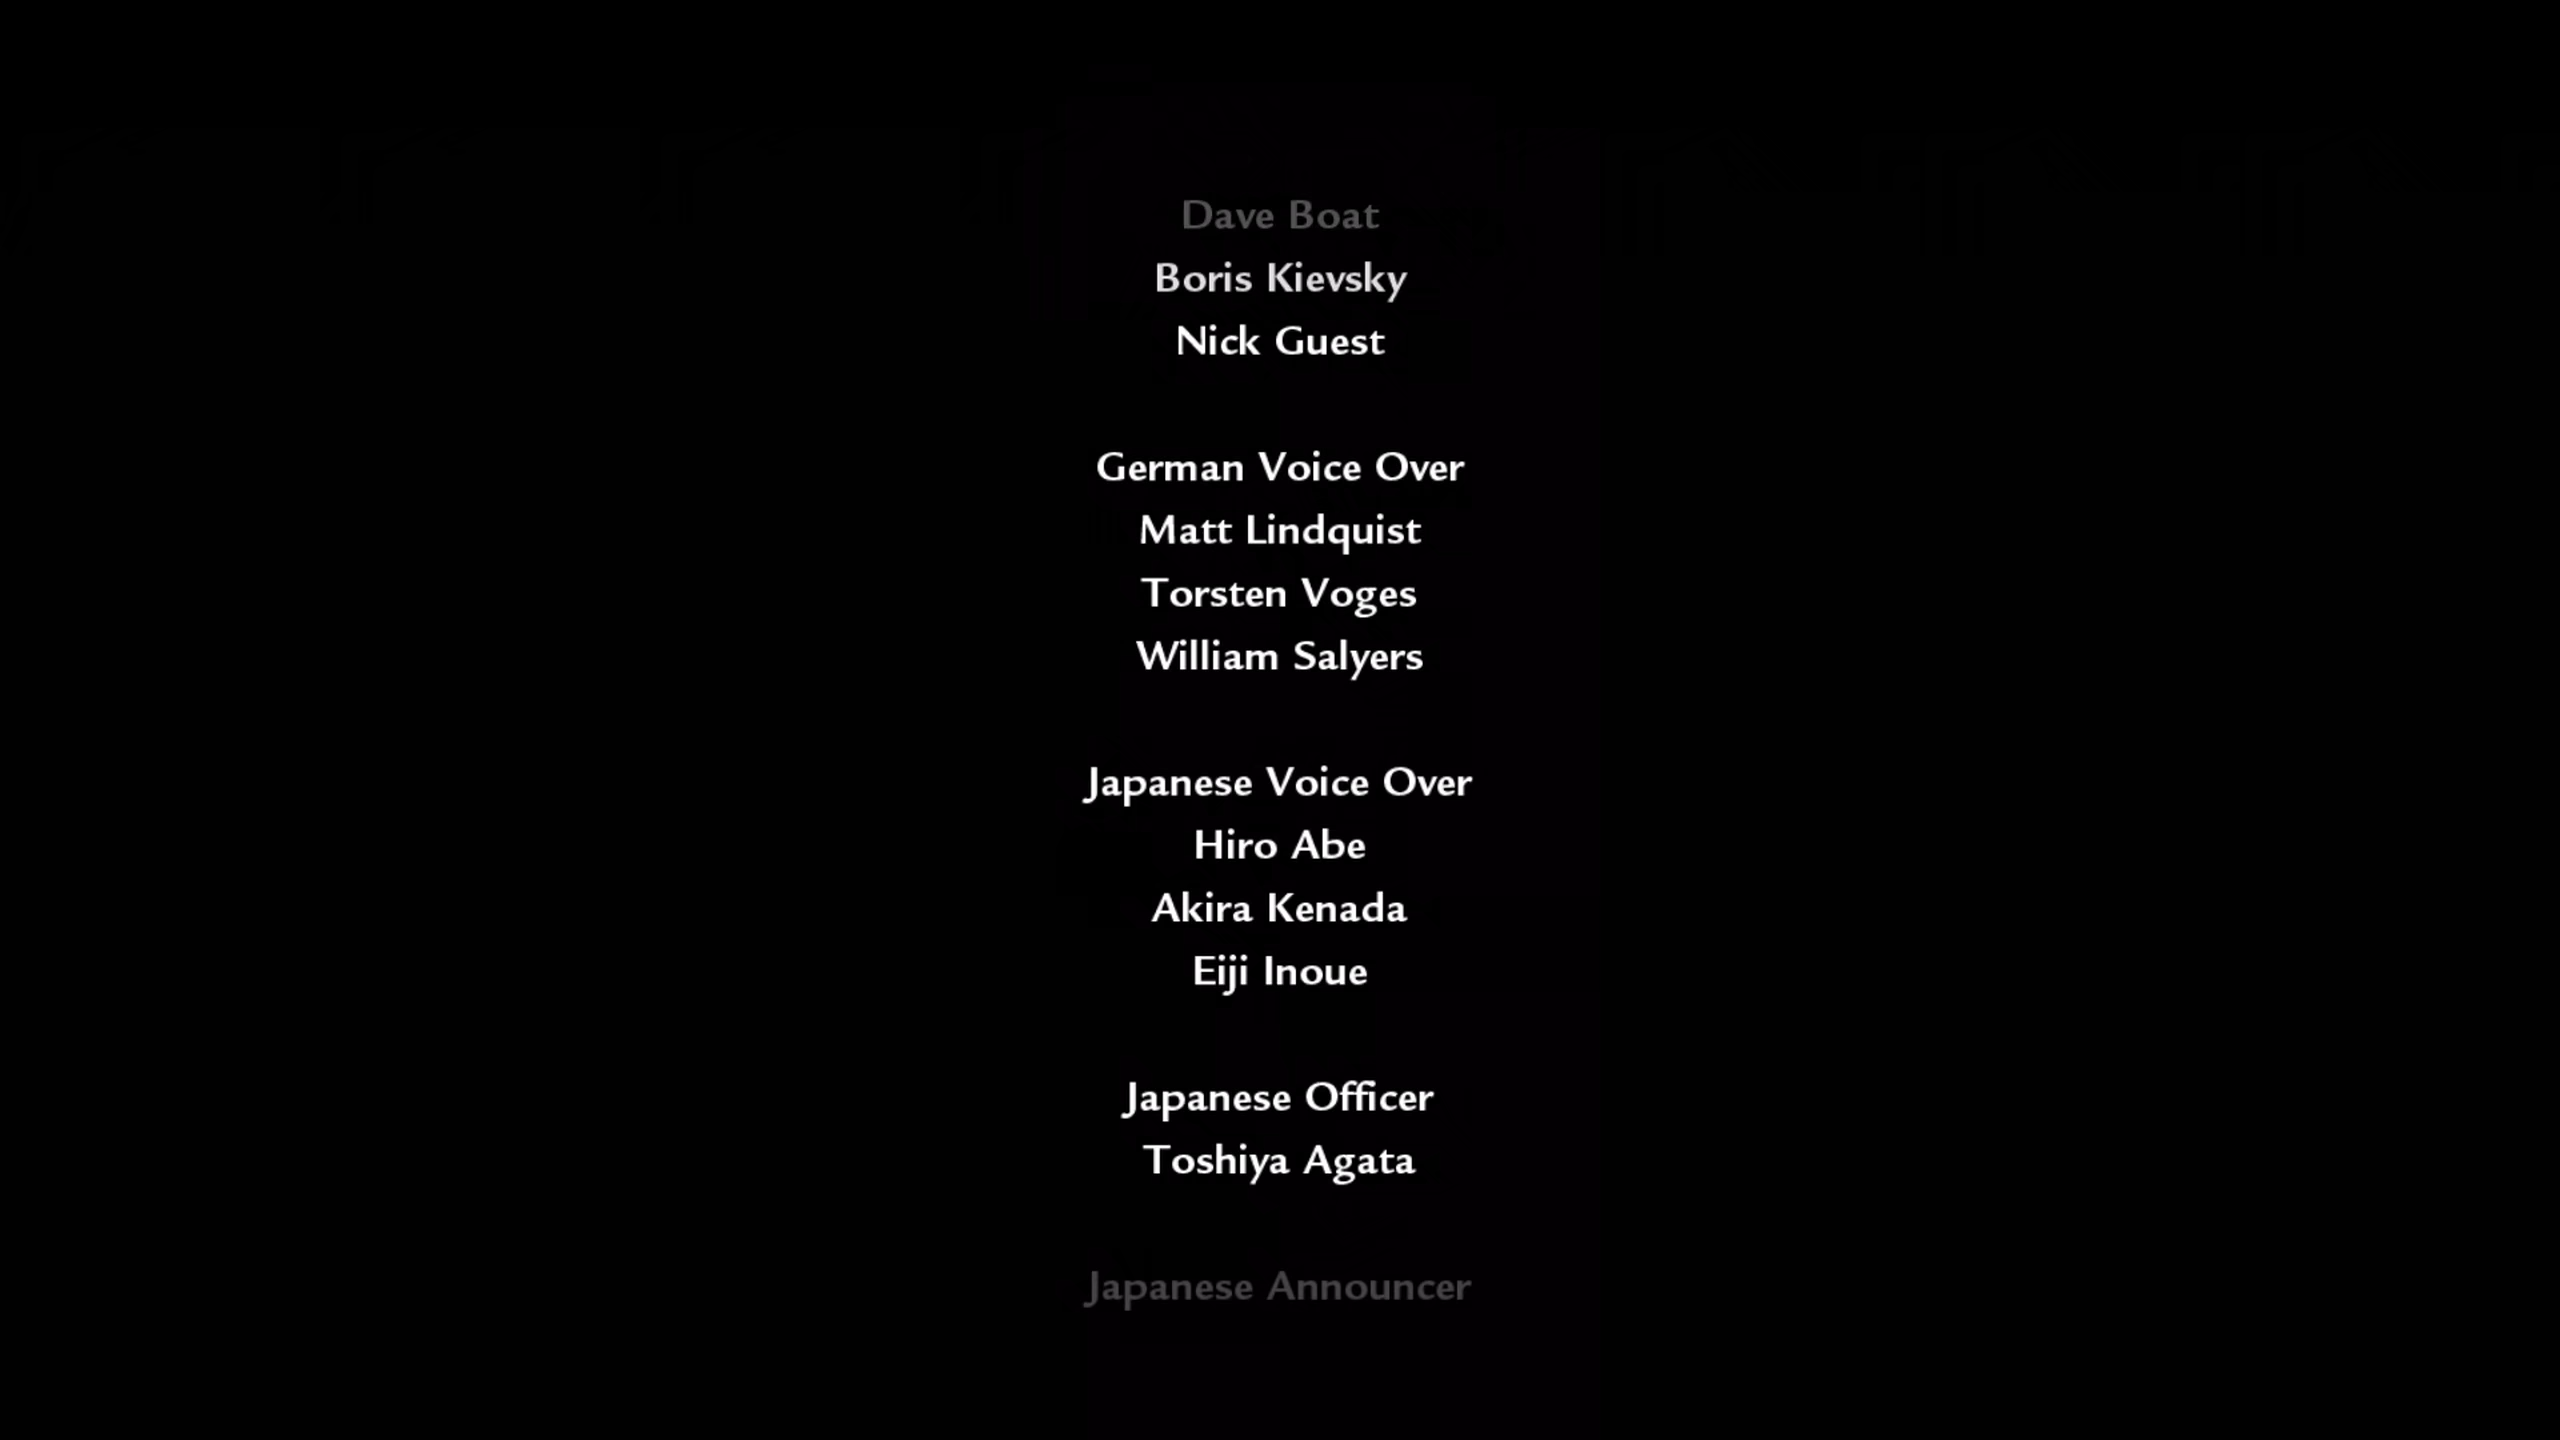 Dave Boat
Boris Kievsky
Nick Guest
German Voice Over
Matt Lindquist
Torsten Voges
William Salyers
Japanese Voice Over
Hiro Abe
Akira Kenada
Eiji Inoue
Japanese Officer
Toshiya Agata
Japanese Announcer